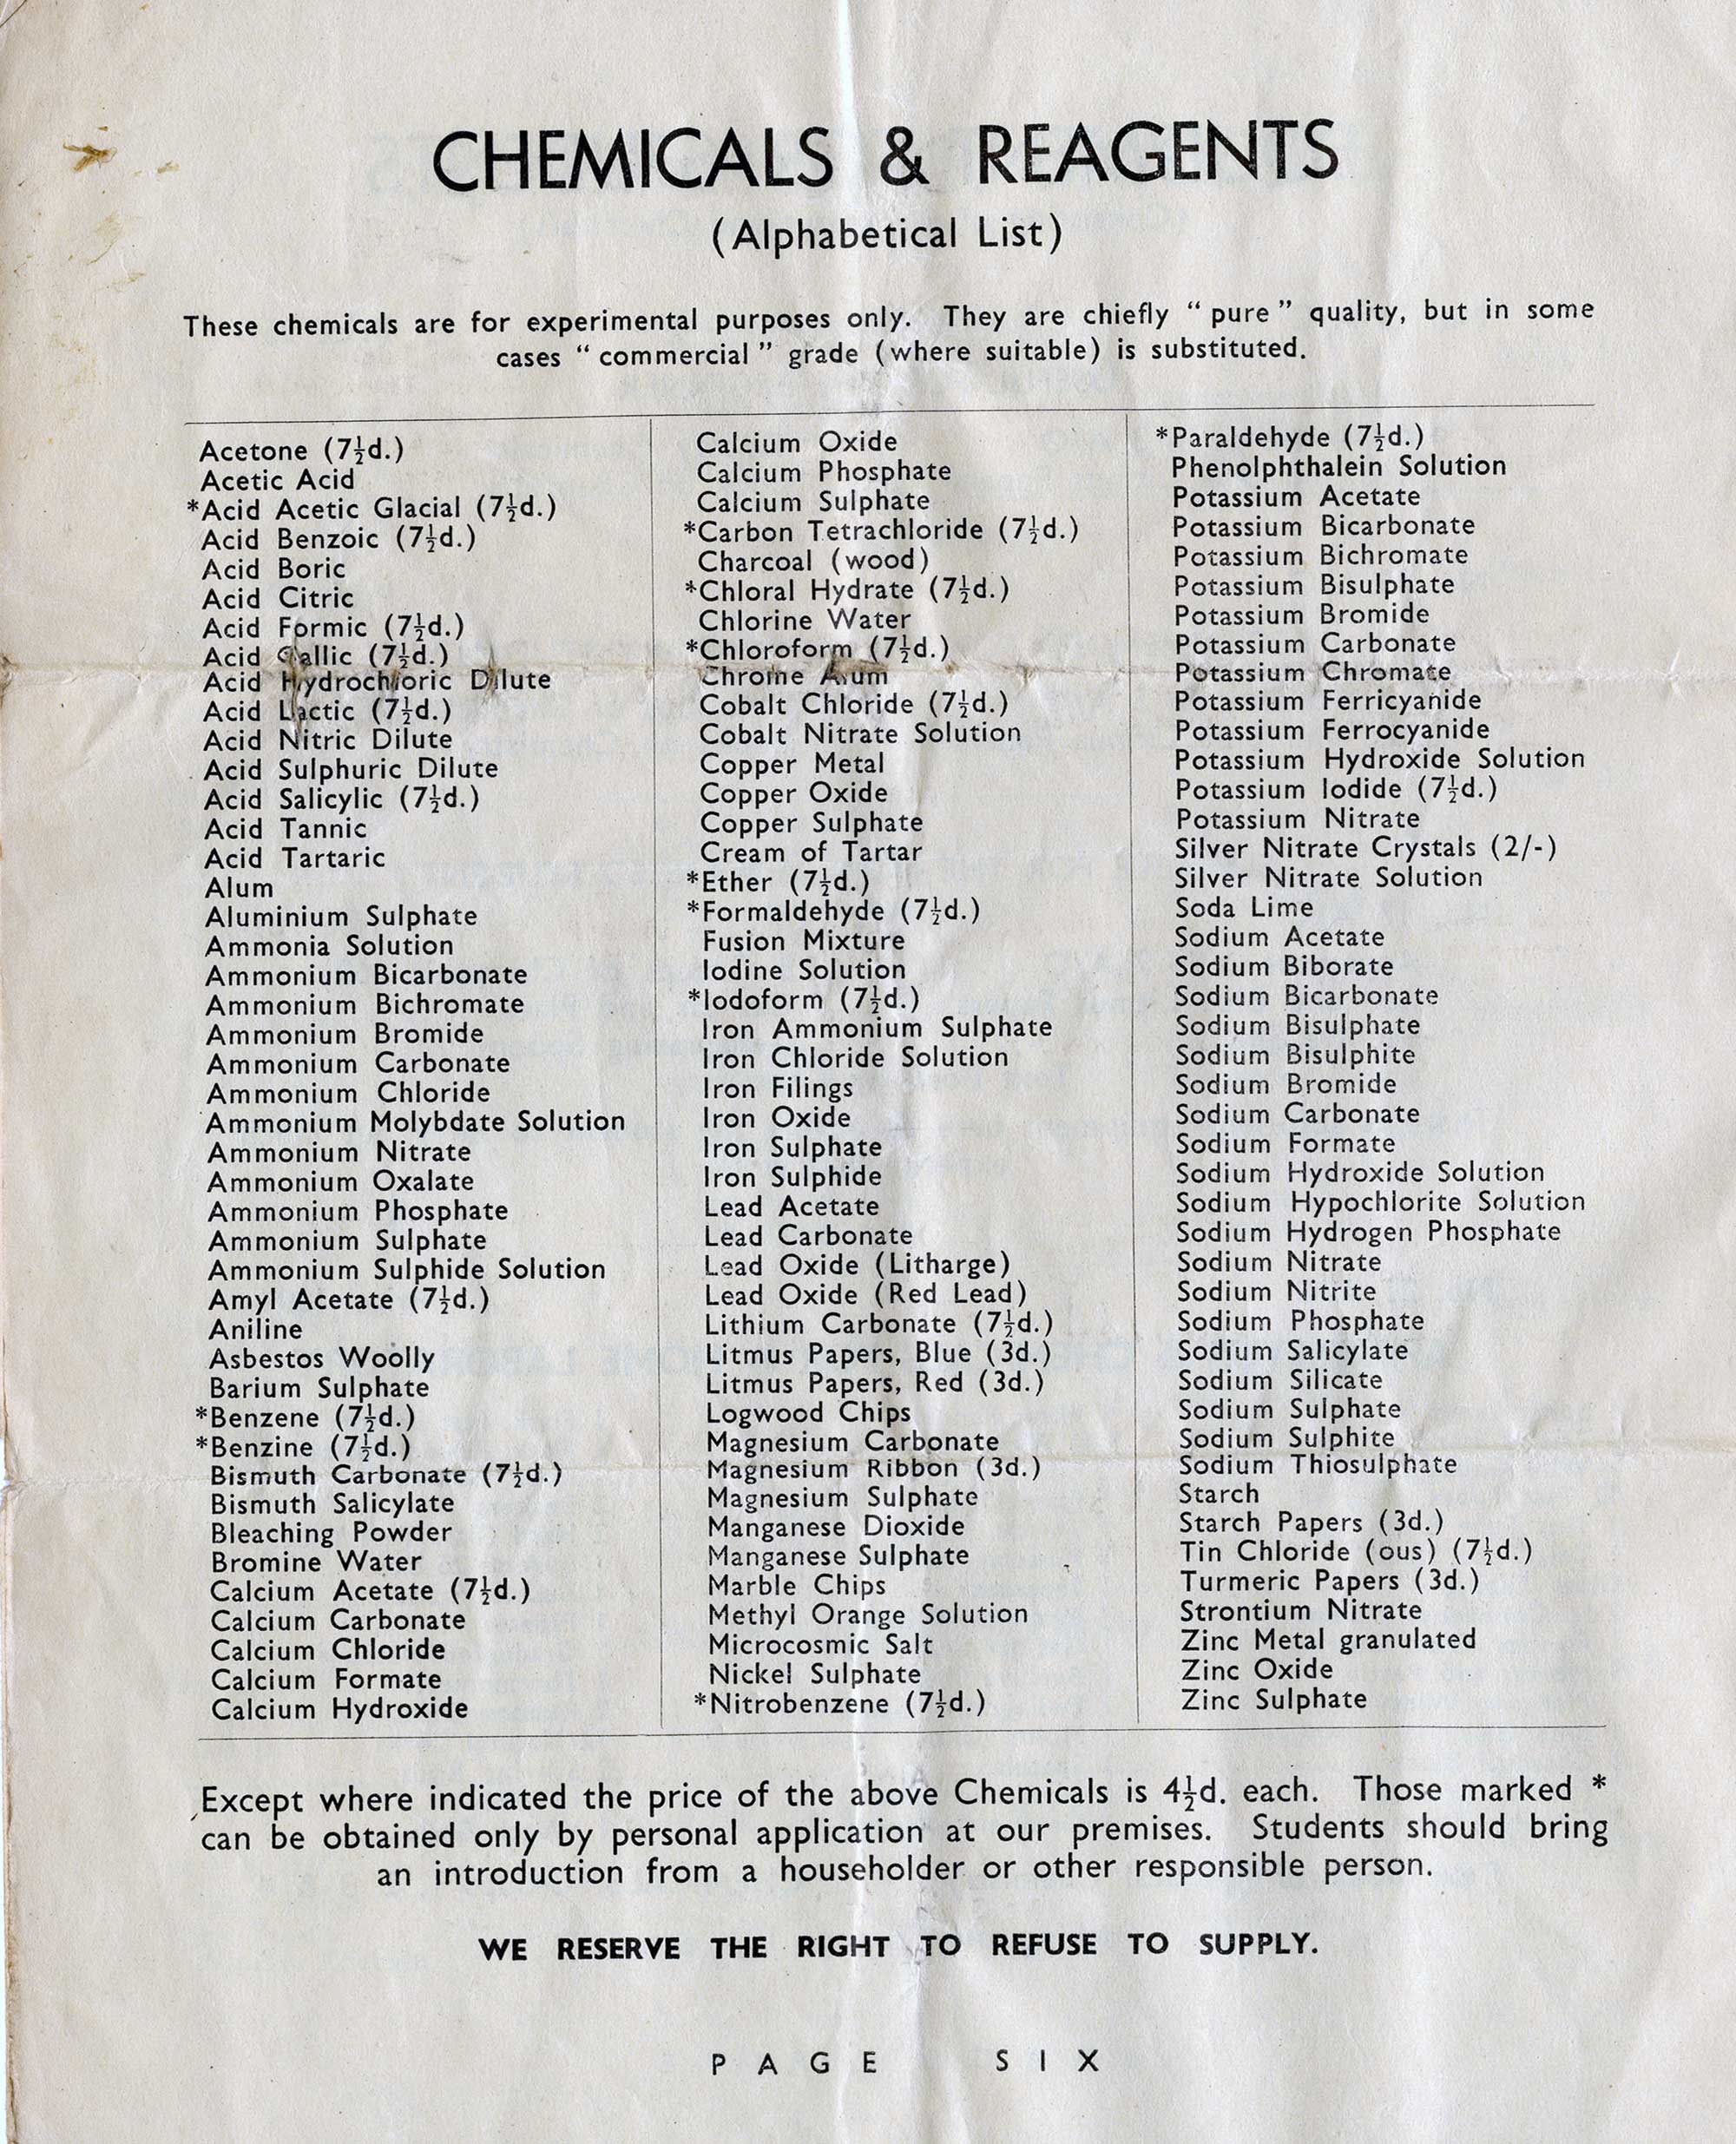 CHEMICALS & REAGENTS
(Alphabetical List)
These chemicals are for experimental purposes only. They are chiefly “ pure ” quality, but in some
cases “ commercial ” grade (where suitable) is substituted.
Acetone (7½d.)
Acetic Acid
*Acid Acetic Glacial (7½d.)
Acid Benzoic (7½d.)
Acid Boric
Acid Citric
Acid Formic (7½d.)
Acid Gallic (7½d.)
Acid Hydrochloric Dilute
Acid Lactic (7½d.)
Acid Nitric Dilute
Acid Sulphuric Dilute
Acid Salicylic (7½d.)
Acid Tannic
Acid Tartaric
Alum
Aluminium Sulphate
Ammonia Solution
Ammonium Bicarbonate
Ammonium Bichromate
Ammonium Bromide
Ammonium Carbonate
Ammonium Chloride
Ammonium Molybdate Solution
Ammonium Nitrate
Ammonium Oxalate
Ammonium Phosphate
Ammonium Sulphate
Ammonium Sulphide Solution
Amyl Acetate (7½d.)
Aniline
Asbestos Woolly
Barium Sulphate
*Benzene (7½d.)
*Benzine (7½d.)
Bismuth Carbonate (7½d.)
Bismuth Salicylate
Bleaching Powder
Bromine Water
Calcium Acetate (7½d.)
Calcium Carbonate
Calcium Chloride
Calcium Formate
Calcium Hydroxide
Calcium Oxide
Calcium Phosphate
Calcium Sulphate
*Carbon Tetrachloride (7½d.)
Charcoal (wood)
*Chloral Hydrate (7½d.)
Chlorine Water
*Chloroform (7½d.)
Chrome Alum
Cobalt Chloride (7½d.)
Cobalt Nitrate Solution
Copper Metal
Copper Oxide
Copper Sulphate
Cream of Tartar
*Ether (7½d.)
*Formaldehyde (7½d.)
Fusion Mixture
Iodine Solution
*Iodoform (7½d.)
Iron Ammonium Sulphate
Iron Chloride Solution
Iron Filings
Iron Oxide
Iron Sulphate
Iron Sulphide
Lead Acetate
Lead Carbonate
Lead Oxide (Litharge)
Lead Oxide (Red Lead)
Lithium Carbonate (7½d.)
Litmus Papers, Blue (3d.)
Litmus Papers, Red (3d.)
Logwood Chips
Magnesium Carbonate
Magnesium Ribbon (3d.)
Magnesium Sulphate
Manganese Dioxide
Manganese Sulphate
Marble Chips
Methyl Orange Solution
Microcosmic Salt
Nickel Sulphate
*Nitrobenzene (7½d.)
*Paraldehyde (7½d.)
Phenolphthalein Solution
Potassium Acetate
Potassium Bicarbonate
Potassium Bichromate
Potassium Bisulphate
Potassium Bromide
Potassium Carbonate
Potassium Chromate
Potassium Ferricyanide
Potassium Ferrocyanide
Potassium Hydroxide Solution
Potassium Iodide (7½d.)
Potassium Nitrate
Silver Nitrate Crystals (2/-)
Silver Nitrate Solution
Soda Lime
Sodium Acetate
Sodium Biborate
Sodium Bicarbonate
Sodium Bisulphate
Sodium Bisulphite
Sodium Bromide
Sodium Carbonate
Sodium Formate
Sodium Hydroxide Solution
Sodium Hypochlorite Solution
Sodium Hydrogen Phosphate
Sodium Nitrate
Sodium Nitrite
Sodium Phosphate
Sodium Salicylate
Sodium Silicate
Sodium Sulphate
Sodium Sulphite
Sodium Thiosulphate
Starch
Starch Papers (3d.)
Tin Chloride (ous) (7½d.)
Turmeric Papers (3d.)
Strontium Nitrate
Zinc Metal granulated
Zinc Oxide
Zinc Sulphate
Except where indicated the price of the above Chemicals is 4½d. each. Those marked *
can be obtained only by personal application at our premises. Students should bring
an introduction from a householder or other responsible person.
WE RESERVE THE RIGHT TO REFUSE TO SUPPLY.
PAGE SIX